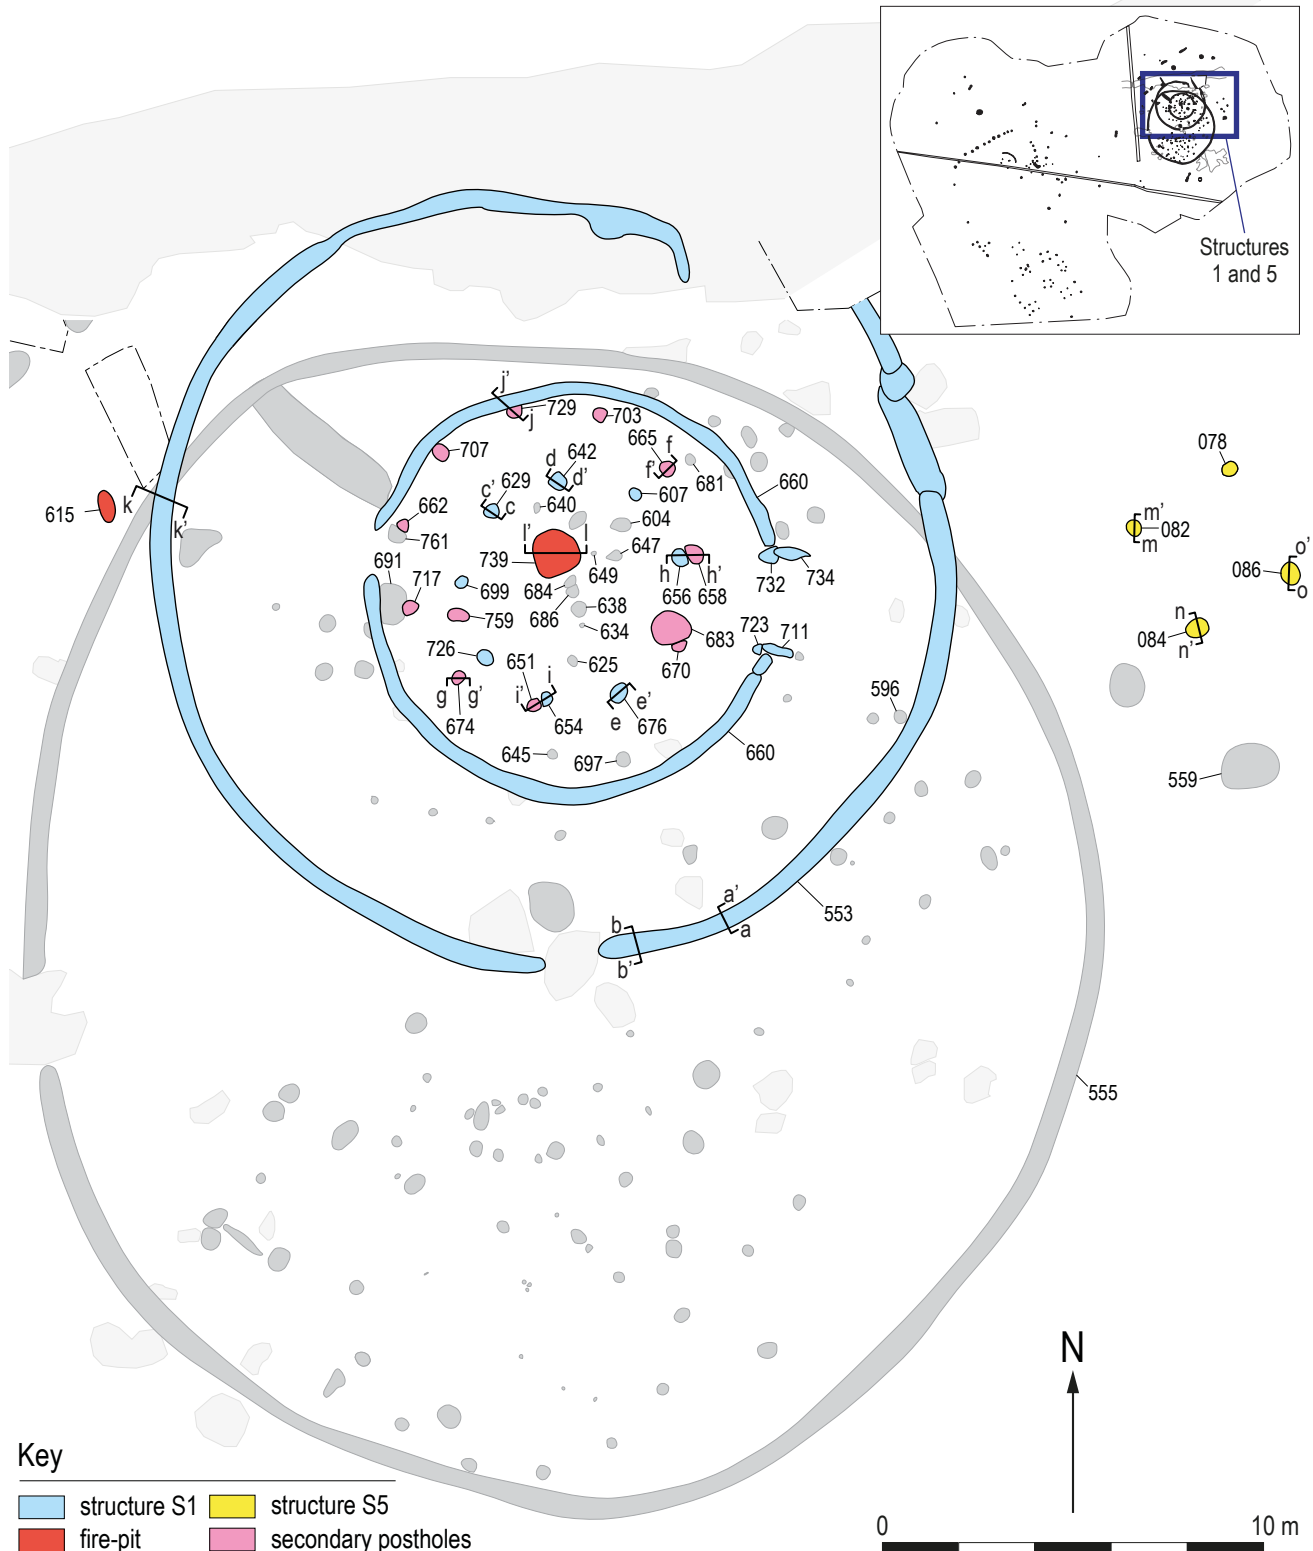 Structures
1 and 5
j'
j
729
703
707
665
f
f'
681
078
d
642
d'
c'
629
c
607
660
640
604
662
761
k
k'
615
m'
082
m
l'
l
739
647
649
h
h'
656
658
732
734
o'
086
o
691
717
699
684
686
638
634
759
683
723
711
n
084
n'
726
651
i
i'
654
625
670
g
g'
674
e'
e
676
596
645
697
660
559
a'
a
b
b'
553
555
N
Key
structure S1
structure S5
fire-pit
secondary postholes
0
10 m